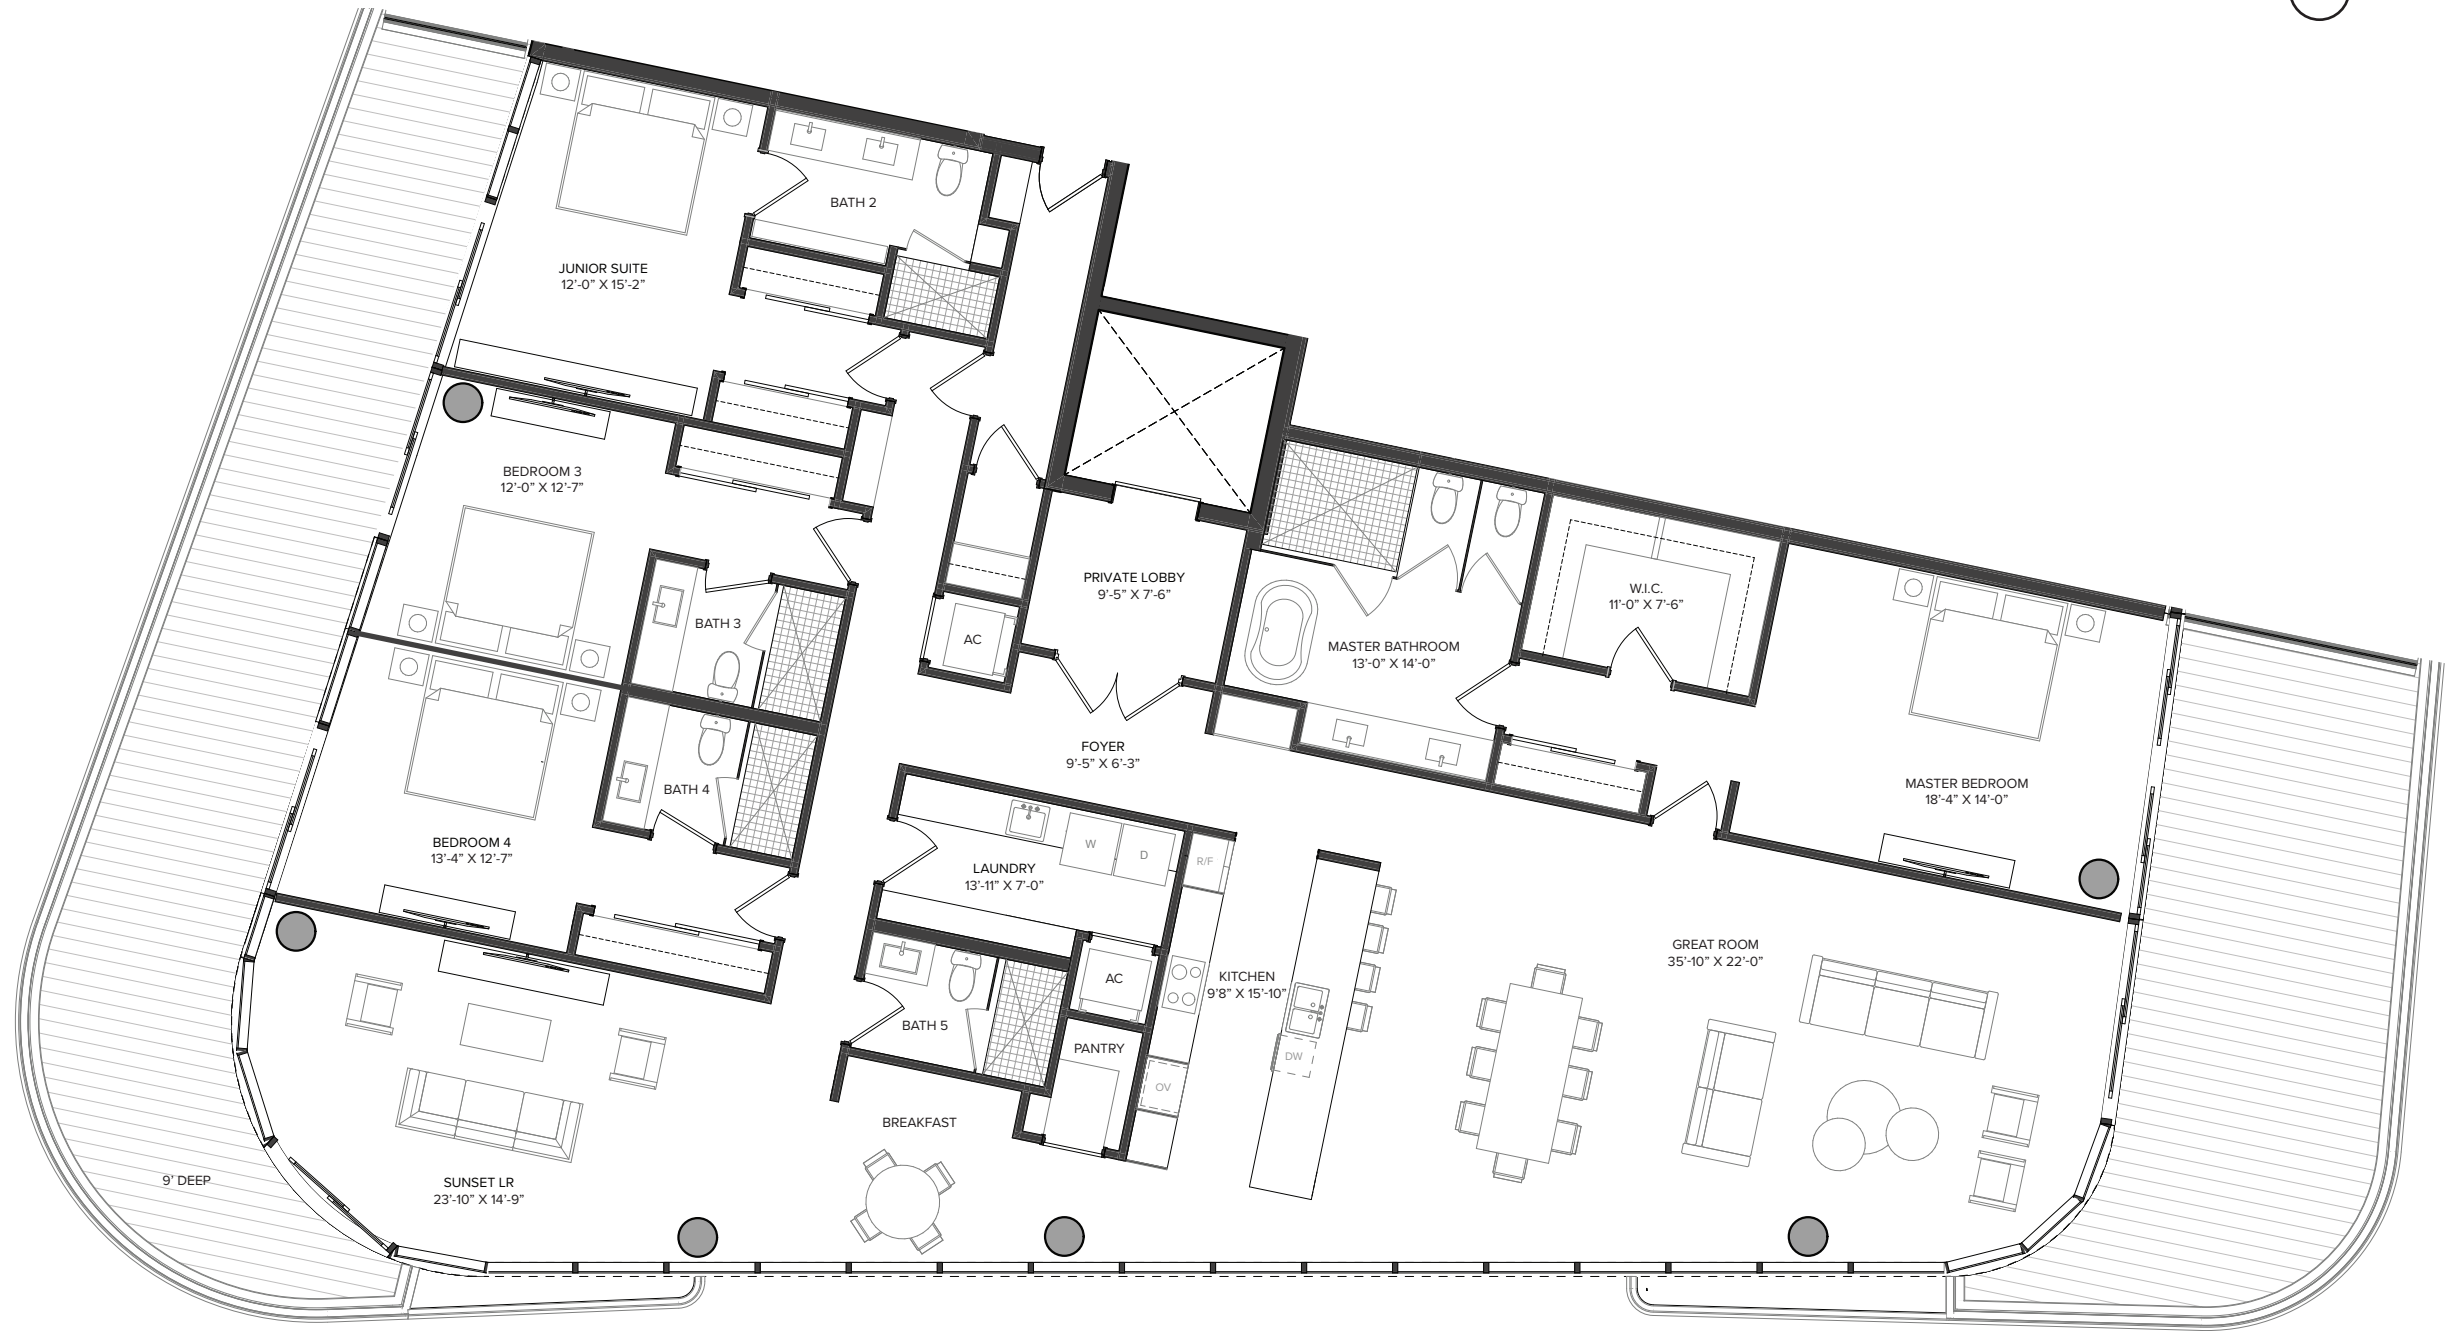 BATH 2
JUNIOR SUITE
12’-0” X 15’-2”
BEDROOM 3
12’-0” X 12’-7”
PRIVATE LOBBY
9’-5” X 7’-6”
W.I.C.
11’-0” X 7’-6”
BATH 3
AC
MASTER BATHROOM
13’-0” X 14’-0”
FOYER
9’-5” X 6’-3”
BATH 4
MASTER BEDROOM
18’-4” X 14’-0”
BEDROOM 4
13’-4” X 12’-7”
W
D
R/F
LAUNDRY
13’-11” X 7’-0”
GREAT ROOM
35’-10” X 22’-0”
AC
KITCHEN
9’8” X 15’-10”
BATH 5
PANTRY
DW
OV
BREAKFAST
9’ DEEP
SUNSET LR
23’-10” X 14’-9”